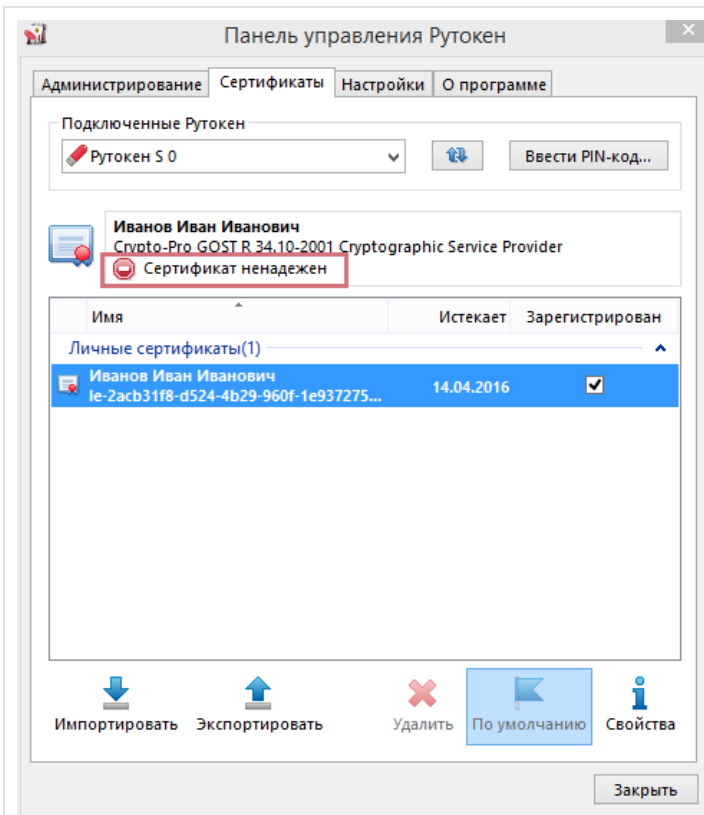 Панель управления Рутокен
Администрирование Сертификаты Настройки О программе
Подключенные Рутокен
Рутокен S 0 Ввести PIN-код...
Иванов Иван Иванович
Crypto-Pro GOST R 34.10-2001 Cryptographic Service Provider
Сертификат ненадежен
Имя Истекает Зарегистрирован
Личные сертификаты(1)
Иванов Иван Иванович
le-2acb31f8-d524-4b29-960f-1e937275... 14.04.2016
Импортировать Экспортировать Удалить По умолчанию Свойства
Закрыть